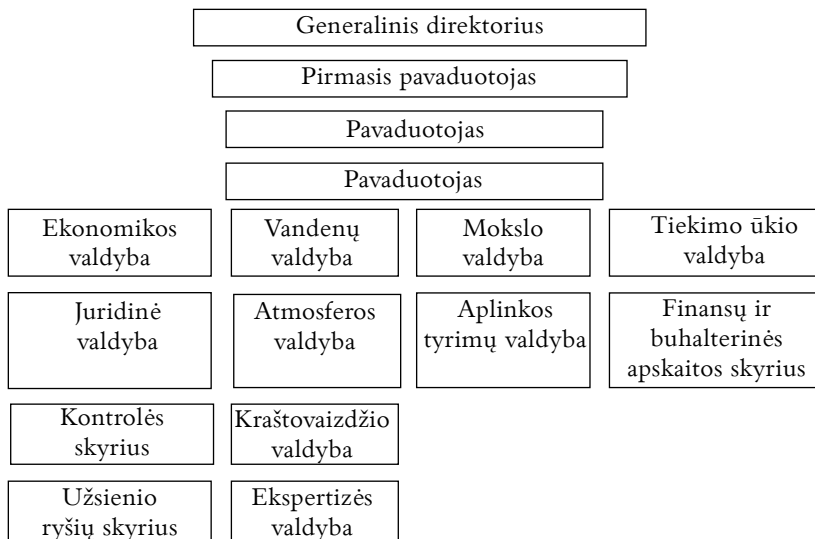 Generalinis direktorius
Pirmasis pavaduotojas
Pavaduotojas
Pavaduotojas
Ekonomikos
valdyba
Vandenų
valdyba
Mokslo
valdyba
Tiekimo ūkio
valdyba
Juridinė
valdyba
Atmosferos
valdyba
Aplinkos
tyrimų valdyba
Finansų ir
buhalterinės
apskaitos skyrius
Kontrolės
skyrius
Kraštovaizdžio
valdyba
Užsienio
ryšių skyrius
Ekspertizės
valdyba